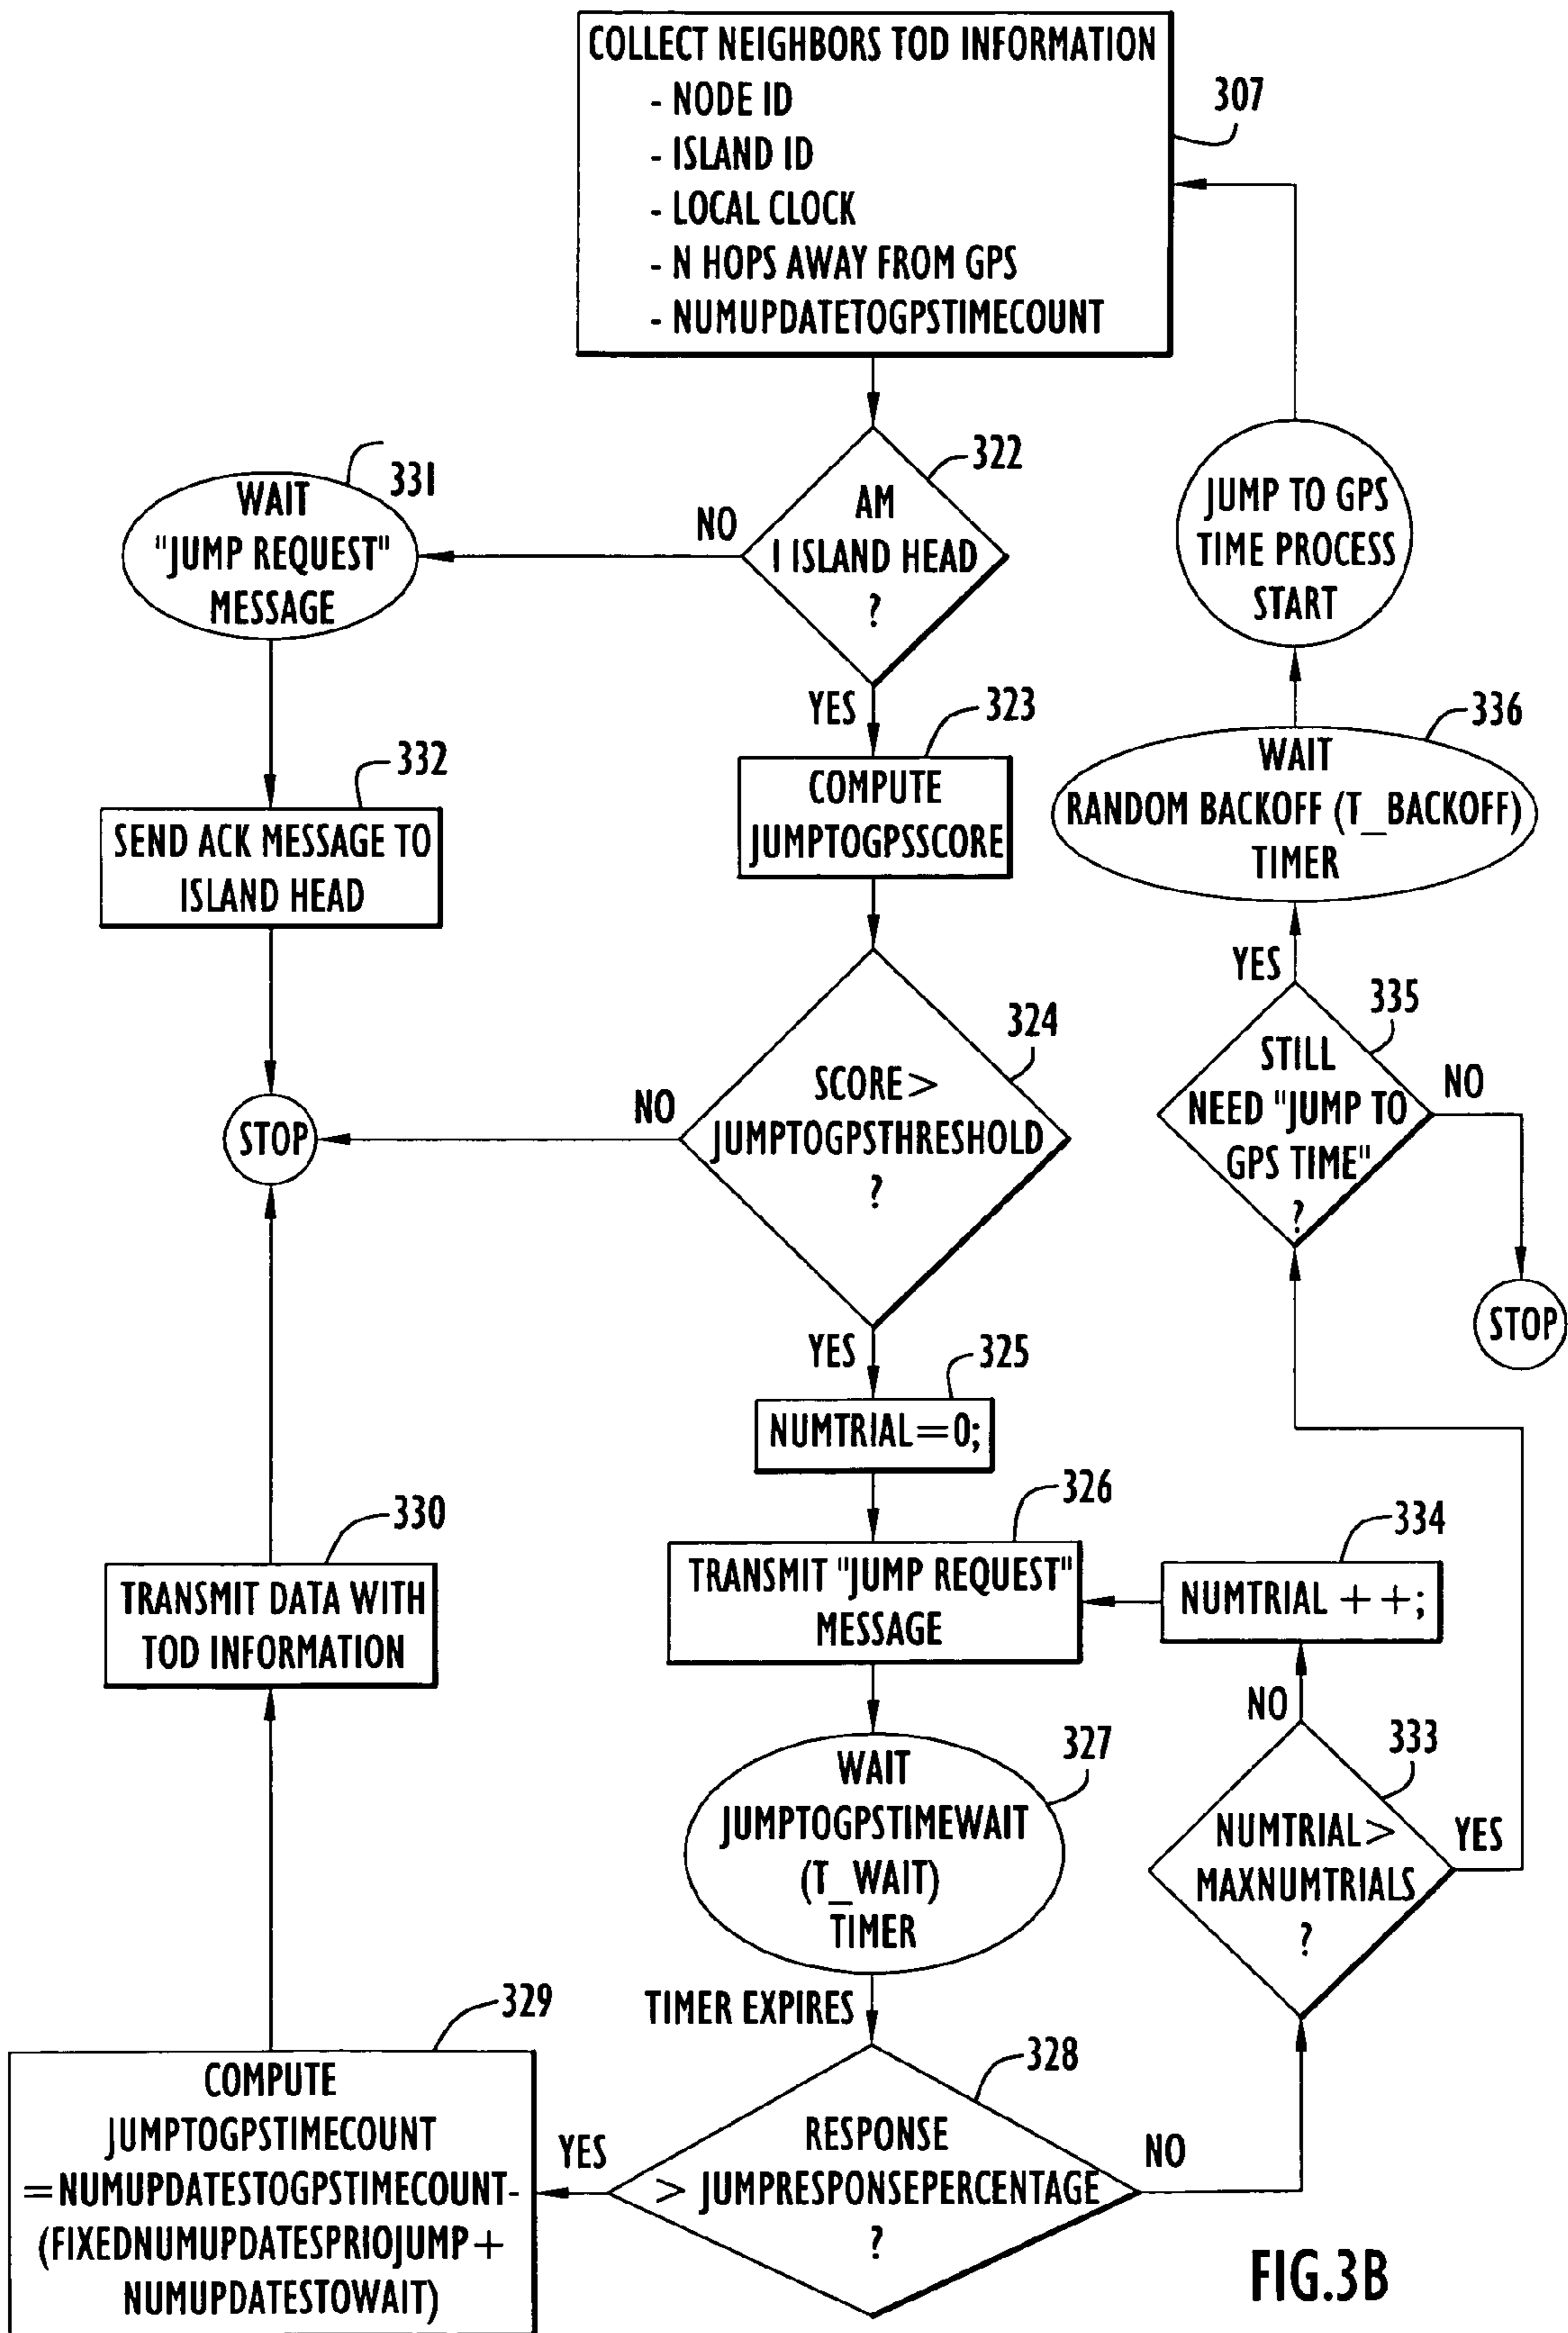 COLLECT NEIGHBORS TOD INFORMATION
- NODE ID
- ISLAND ID
- LOCAL CLOCK
- N HOPS AWAY FROM GPS
- NUMUPDATETOGPSTIMECOUNT
307
AM
I ISLAND HEAD
?
322
NO
YES
WAIT
"JUMP REQUEST"
MESSAGE
331
SEND ACK MESSAGE TO
ISLAND HEAD
332
STOP
COMPUTE
JUMPTOGPSSCORE
323
SCORE >
JUMPTOGPSTHRESHOLD
?
324
NO
YES
NUMTRIAL=0;
325
TRANSMIT "JUMP REQUEST"
MESSAGE
326
WAIT
JUMPTOGPSTIMEWAIT
(T_WAIT)
TIMER
327
TIMER EXPIRES
RESPONSE
> JUMPRESPONSEPERCENTAGE
?
328
YES
NO
COMPUTE
JUMPTOGPSTIMECOUNT
=NUMUPDATESTOGPSTIMECOUNT-
(FIXEDNUMUPDATESPRIOJUMP+
NUMUPDATESTOWAIT)
329
TRANSMIT DATA WITH
TOD INFORMATION
330
NUMTRIAL >
MAXNUMTRIALS
?
333
NO
YES
NUMTRIAL ++;
334
STILL
NEED "JUMP TO
GPS TIME"
?
335
YES
NO
STOP
WAIT
RANDOM BACKOFF (T_BACKOFF)
TIMER
336
JUMP TO GPS
TIME PROCESS
START
FIG.3B